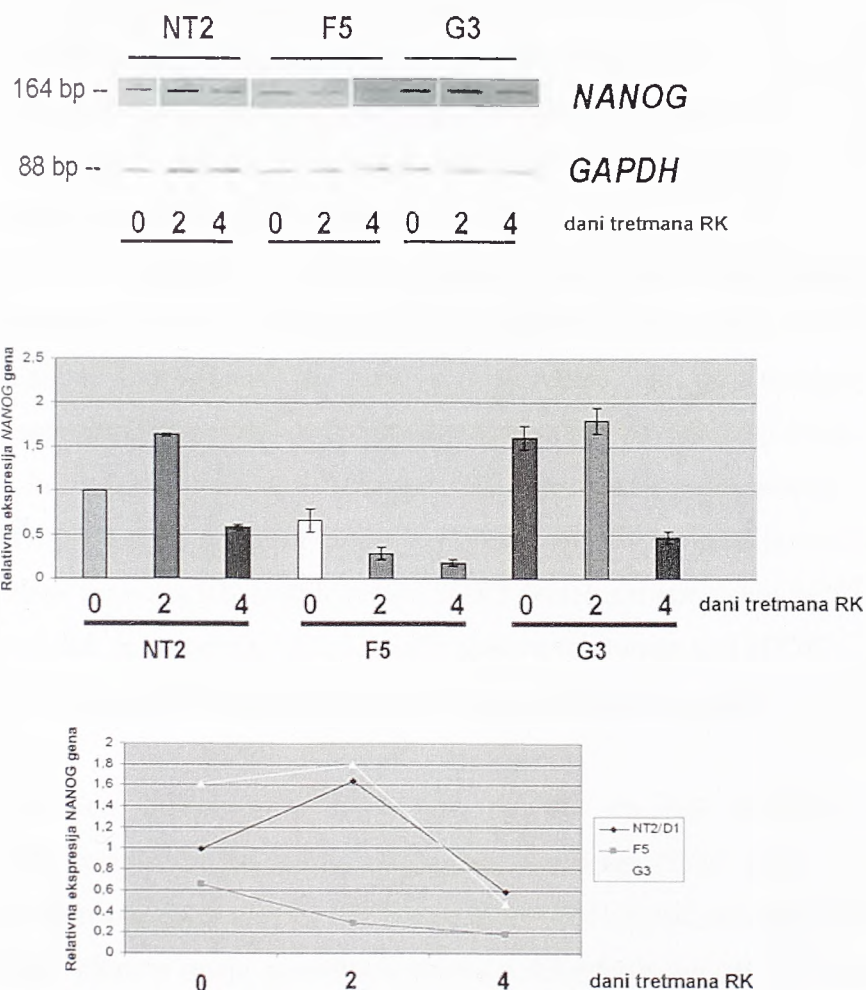 NT2 F5 G3
164 bp -- NANOG
88 bp -- GAPDH
0 2 4 0 2 4 0 2 4 dani tretmana RK
Relativna ekspresija NANOG gena
2.5
2
1.5
1
0.5
0
0 2 4 0 2 4 0 2 4 dani tretmana RK
NT2 F5 G3
Relativna ekspresija NANOG gena
2
1,8
1,6
1,4
1,2
1
0,8
0,6
0,4
0,2
0
NT2/D1
F5
G3
0 2 4 dani tretmana RK